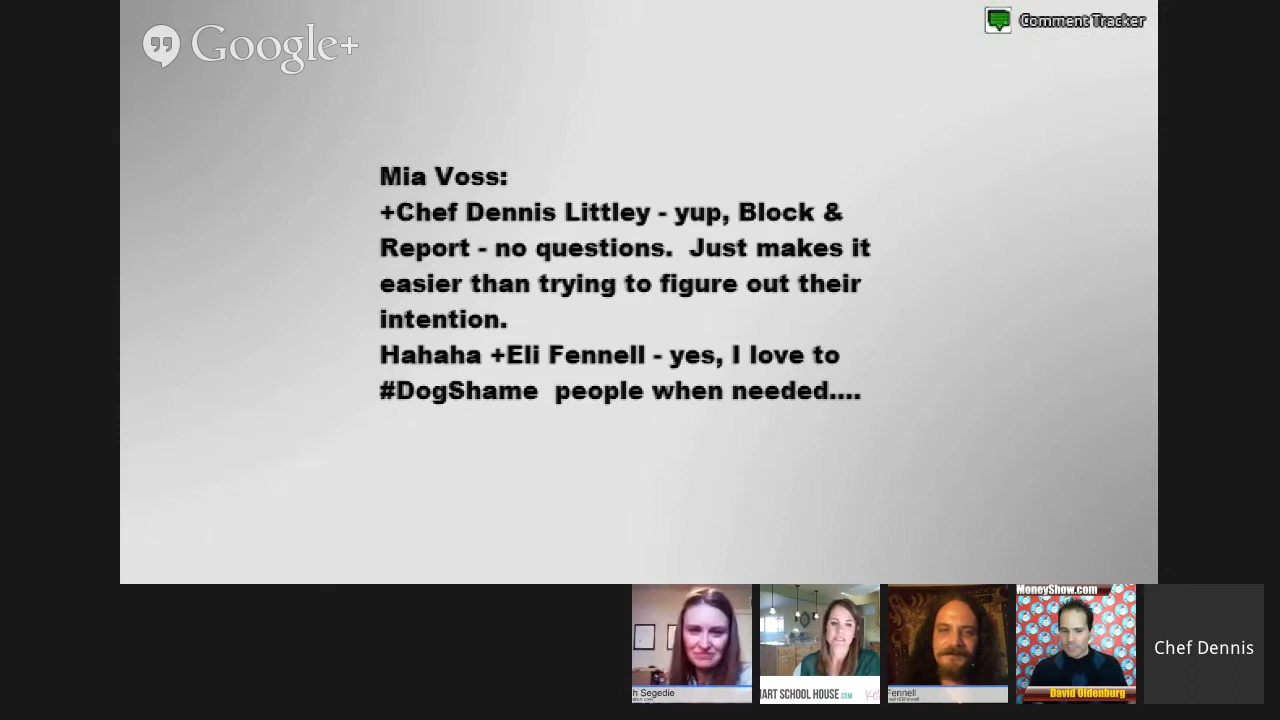 Google+
Comment Tracker
Mia Voss:
+Chef Dennis Littley - yup, Block &
Report - no questions.  Just makes it
easier than trying to figure out their
intention.
Hahaha +Eli Fennell - yes, I love to
#DogShame  people when needed....
h Segedie
MART SCHOOL HOUSE.COM
Fennell
MoneyShow.com
David Oldenburg
Chef Dennis